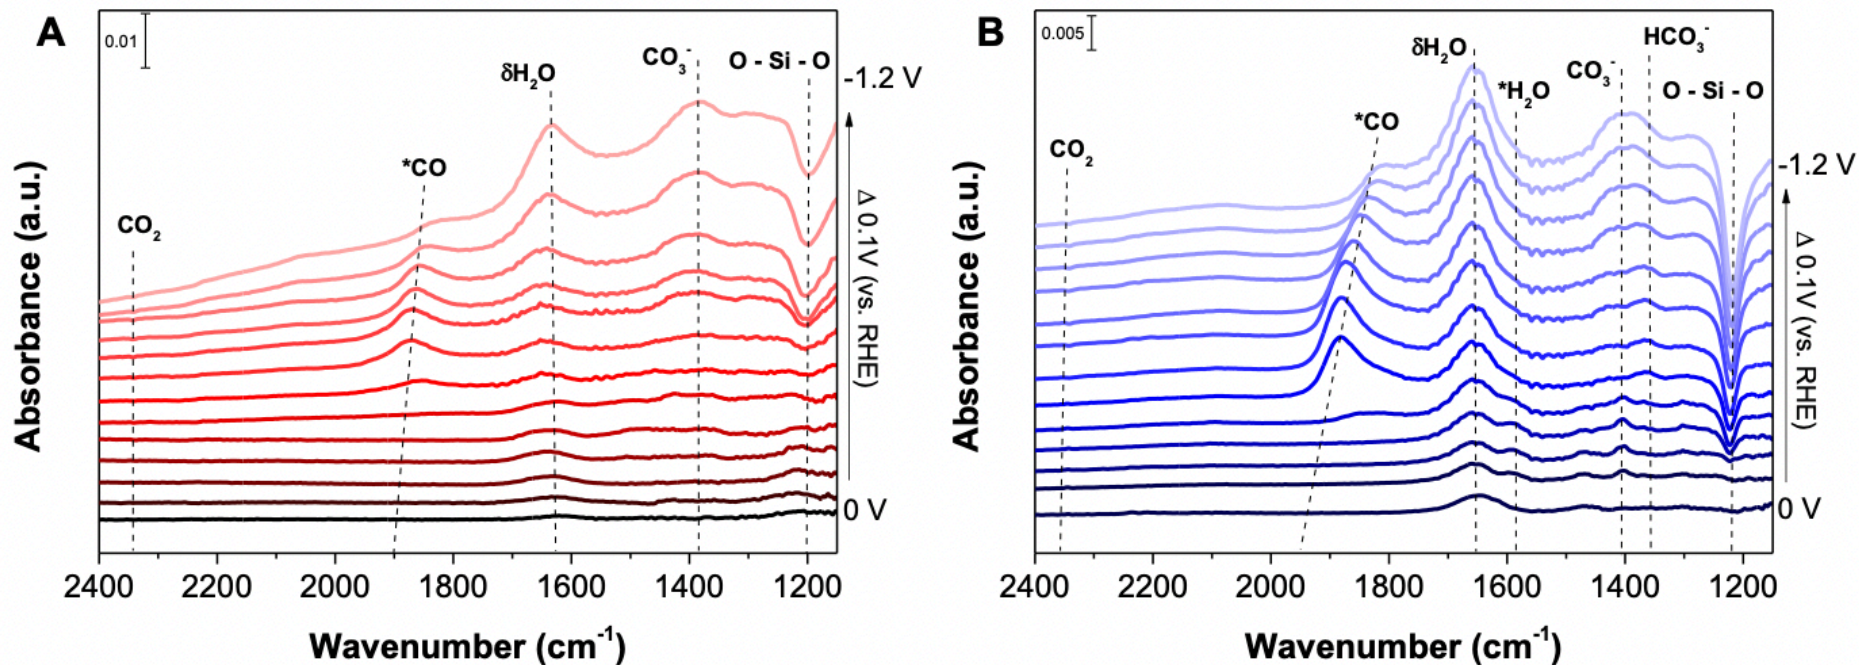 A
0.01
CO₂
*CO
δH₂O
CO₃⁻
O - Si - O
-1.2 V
Δ 0.1V (vs. RHE)
0 V
Absorbance (a.u.)
2400 2200 2000 1800 1600 1400 1200
Wavenumber (cm⁻¹)
B
0.005
CO₂
*CO
δH₂O
*H₂O
CO₃⁻
HCO₃⁻
O - Si - O
-1.2 V
Δ 0.1V (vs. RHE)
0 V
Absorbance (a.u.)
2400 2200 2000 1800 1600 1400 1200
Wavenumber (cm⁻¹)